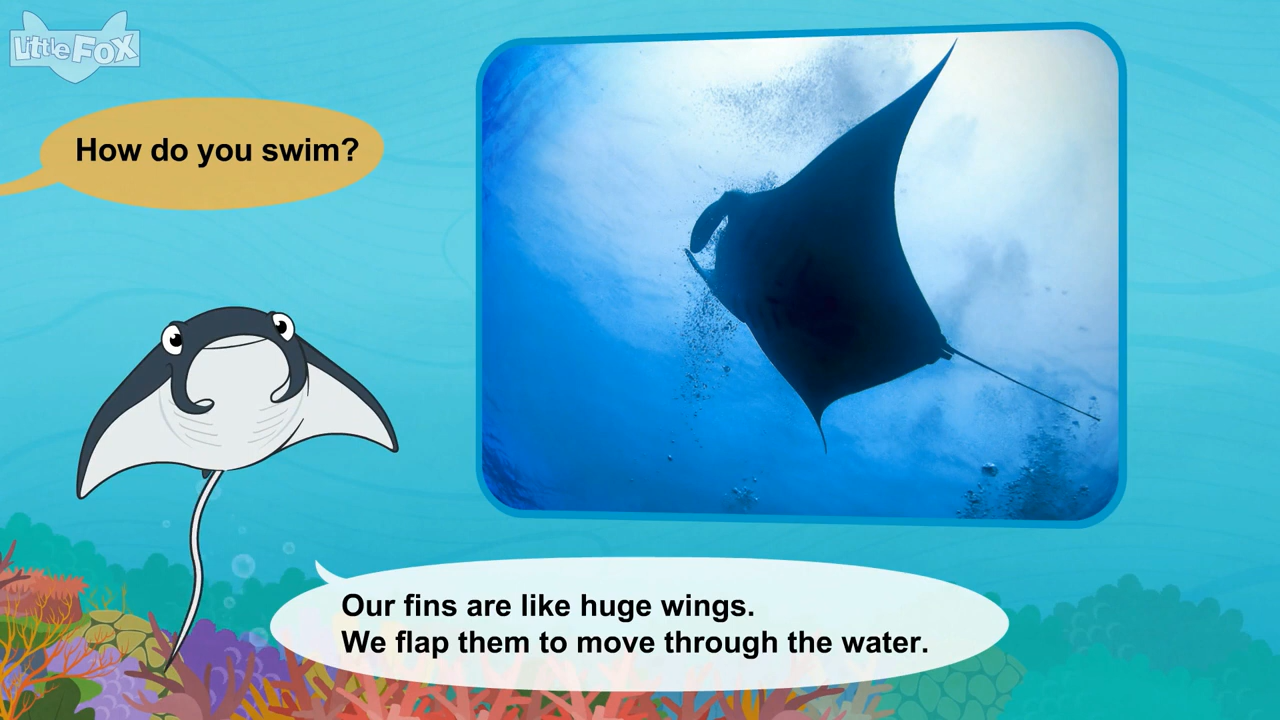 Little Fox
How do you swim?
Our fins are like huge wings.
We flap them to move through the water.